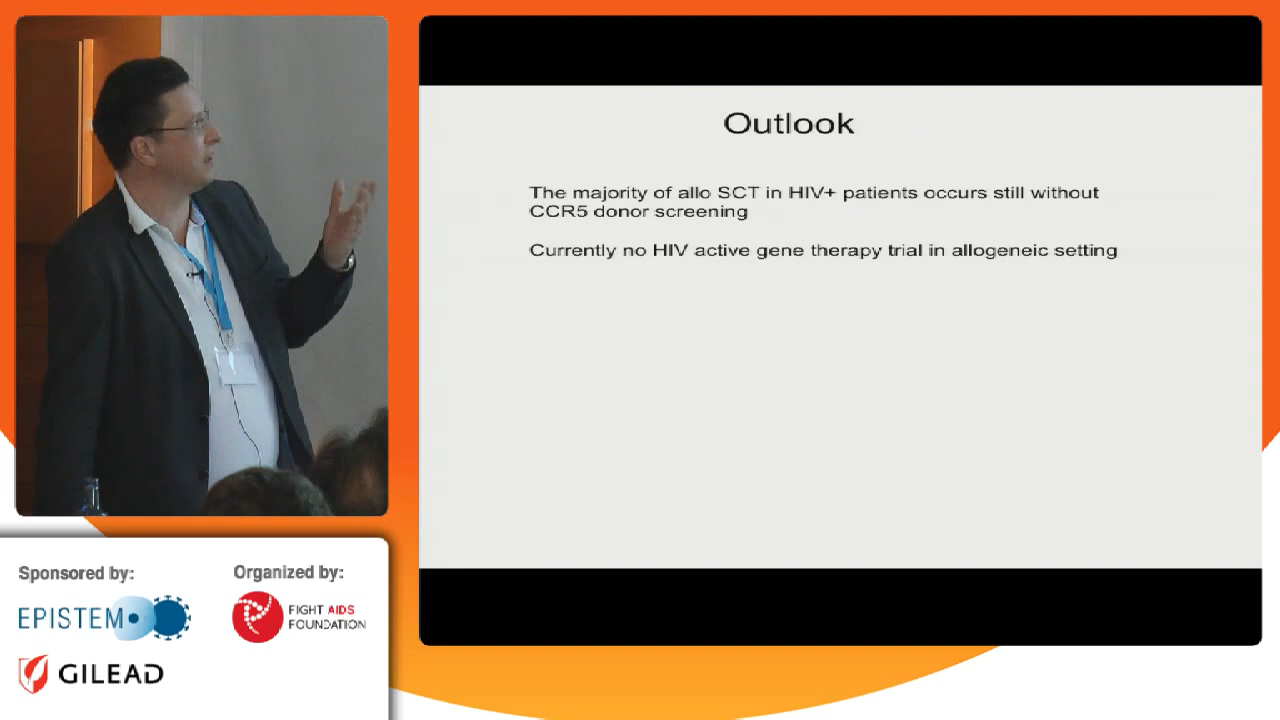 Outlook
The majority of allo SCT in HIV+ patients occurs still without
CCR5 donor screening
Currently no HIV active gene therapy trial in allogeneic setting
Sponsored by:
EPISTEM
GILEAD
Organized by:
FIGHT AIDS
FOUNDATION